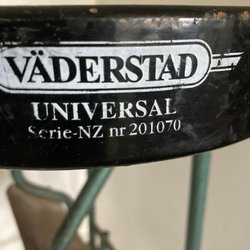 VÄDERSTAD
UNIVERSAL
Serie-NZ nr 201070